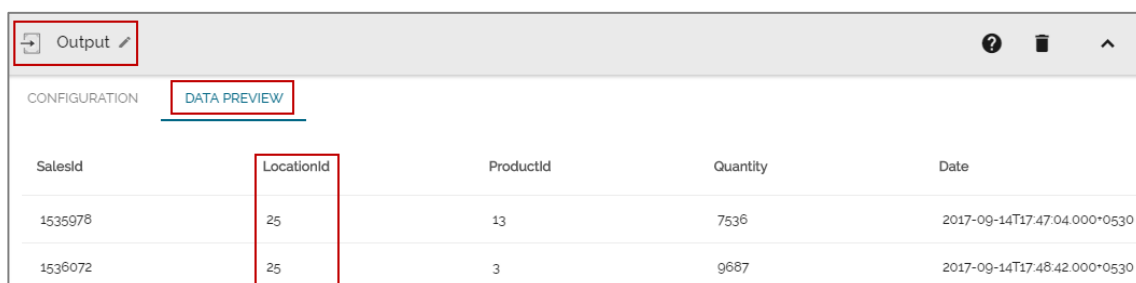 Output
CONFIGURATION DATA PREVIEW
SalesId LocationId ProductId Quantity Date
1535978 25 13 7536 2017-09-14T17:47:04.000+0530
1536072 25 3 9687 2017-09-14T17:48:42.000+0530